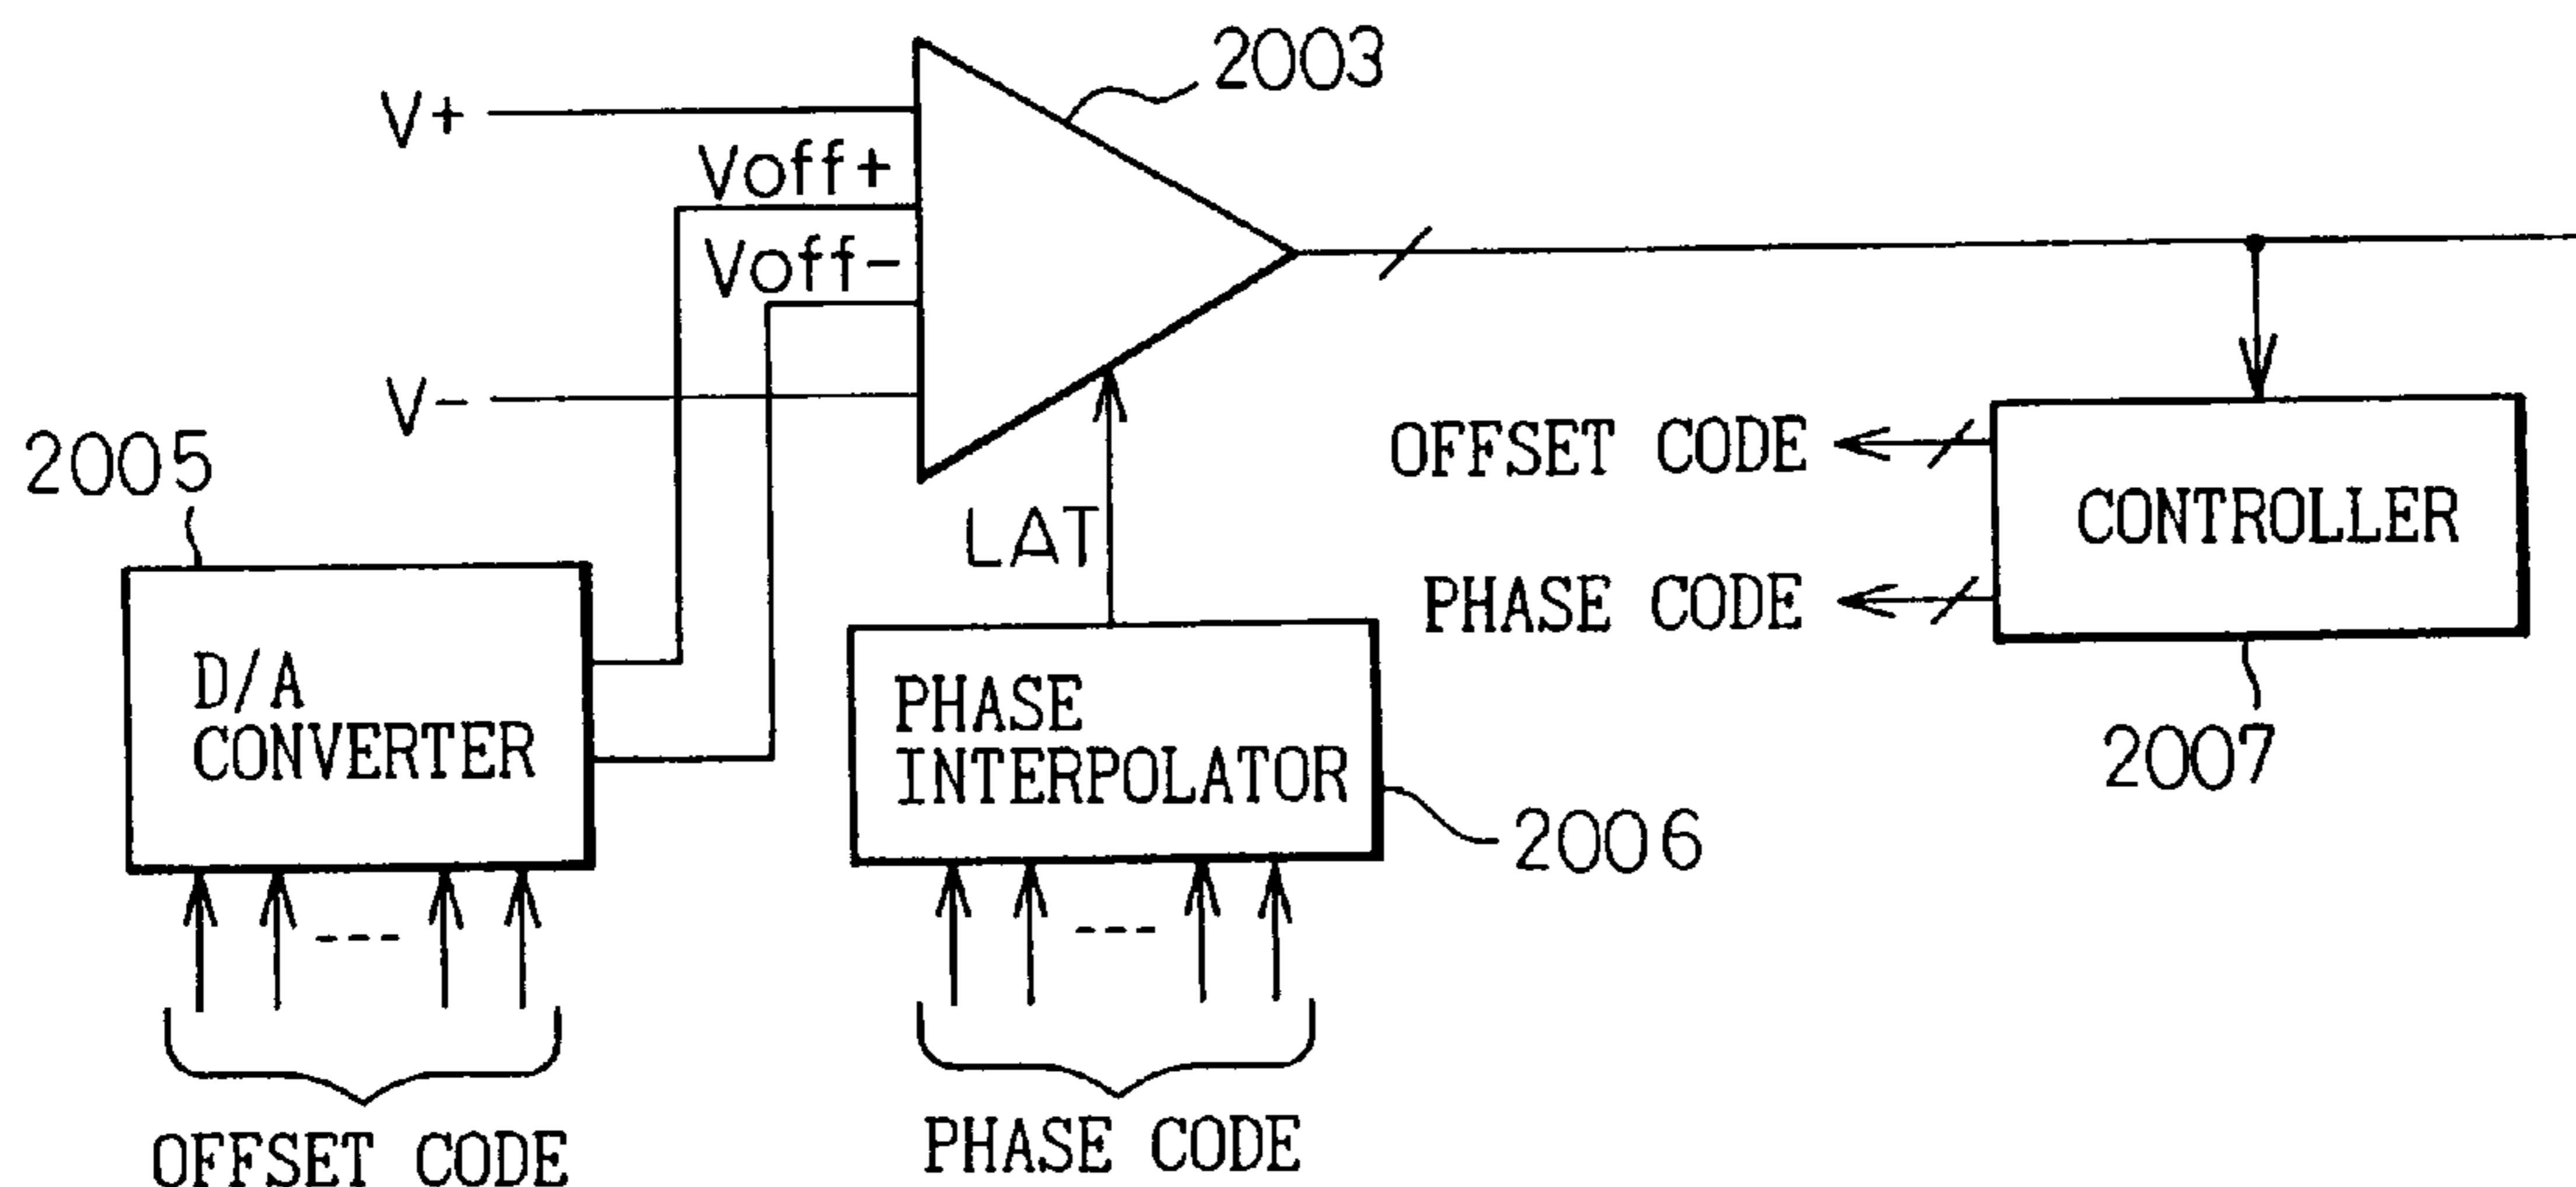 2003
V+
Voff+
Voff-
V-
2005
LAT
OFFSET CODE
CONTROLLER
PHASE CODE
D/A
CONVERTER
PHASE
INTERPOLATOR
2007
2006
---
---
OFFSET CODE
PHASE CODE